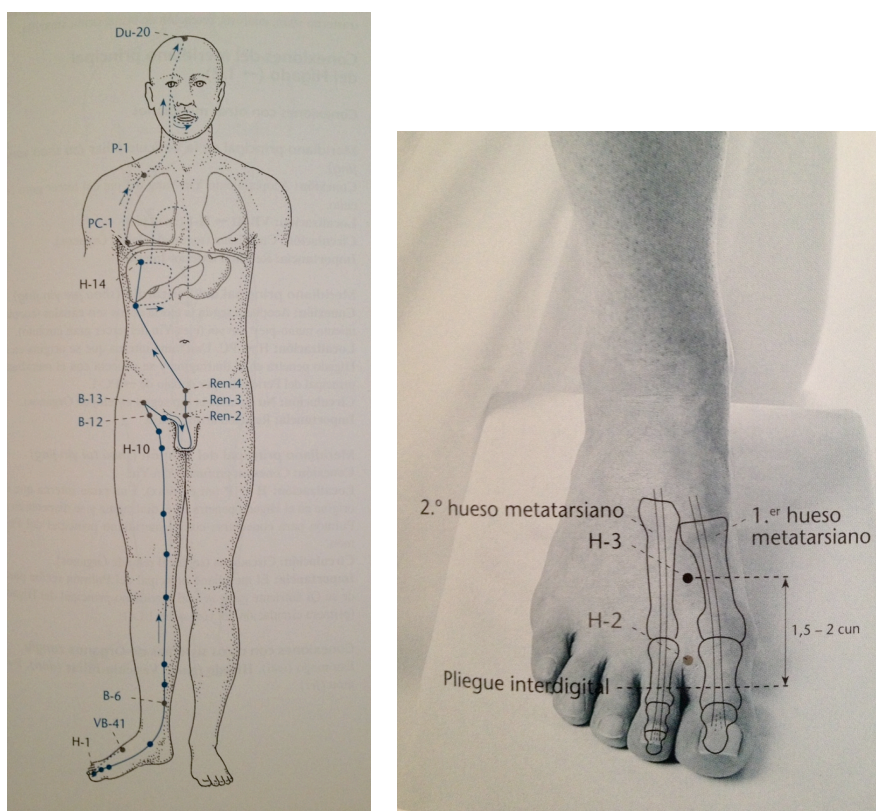 Du-20
P-1
PC-1
H-14
Ren-4
B-13
Ren-3
B-12
Ren-2
H-10
B-6
VB-41
H-1
2.º hueso metatarsiano
1.er hueso
metatarsiano
H-3
H-2
1,5 – 2 cun
Pliegue interdigital